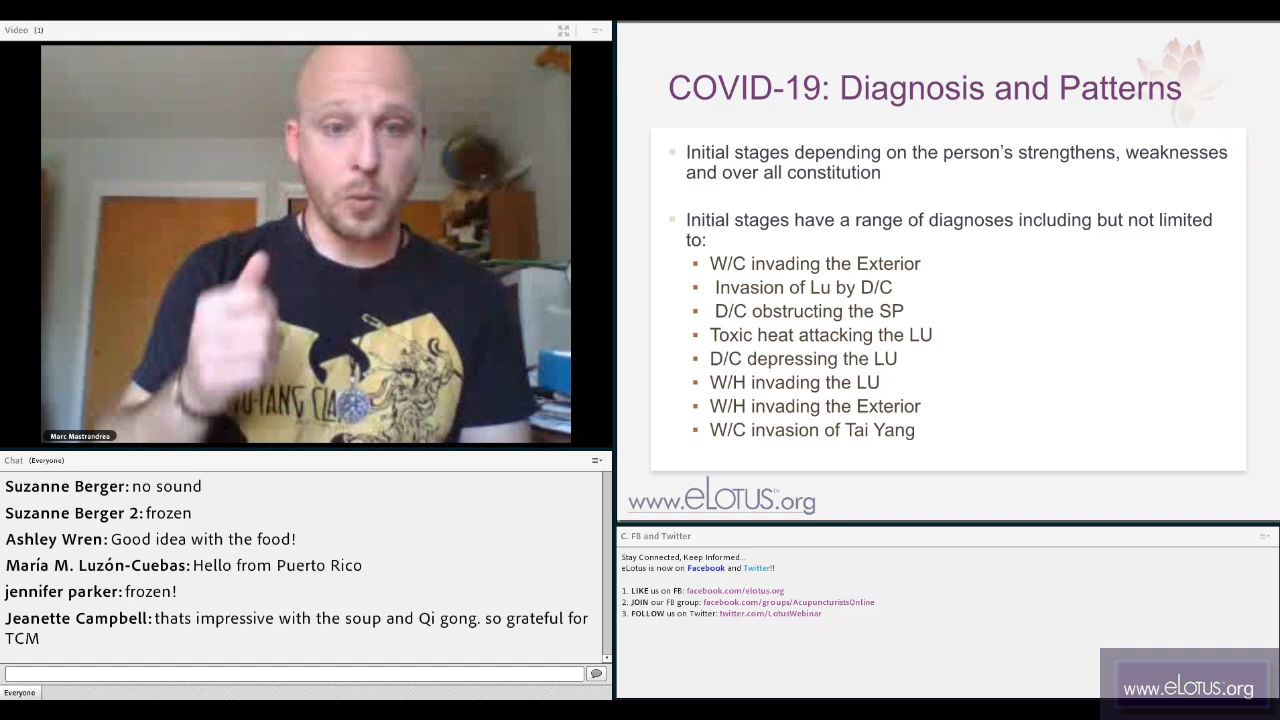 Video (1)
Marc Mastrandrea
Chat (Everyone)
Suzanne Berger: no sound
Suzanne Berger 2: frozen
Ashley Wren: Good idea with the food!
María M. Luzón-Cuebas: Hello from Puerto Rico
jennifer parker: frozen!
Jeanette Campbell: thats impressive with the soup and Qi gong. so grateful for
TCM
Everyone
COVID-19: Diagnosis and Patterns
Initial stages depending on the person's strengthens, weaknesses
and over all constitution
Initial stages have a range of diagnoses including but not limited
to:
W/C invading the Exterior
Invasion of Lu by D/C
D/C obstructing the SP
Toxic heat attacking the LU
D/C depressing the LU
W/H invading the LU
W/H invading the Exterior
W/C invasion of Tai Yang
www.eLOTUS.org
C. FB and Twitter
Stay Connected, Keep Informed...
eLotus is now on Facebook and Twitter!!
1. LIKE us on FB: facebook.com/elotus.org
2. JOIN our FB group: facebook.com/groups/AcupuncturistsOnline
3. FOLLOW us on Twitter: twitter.com/LotusWebinar
www.eLOTUS.org